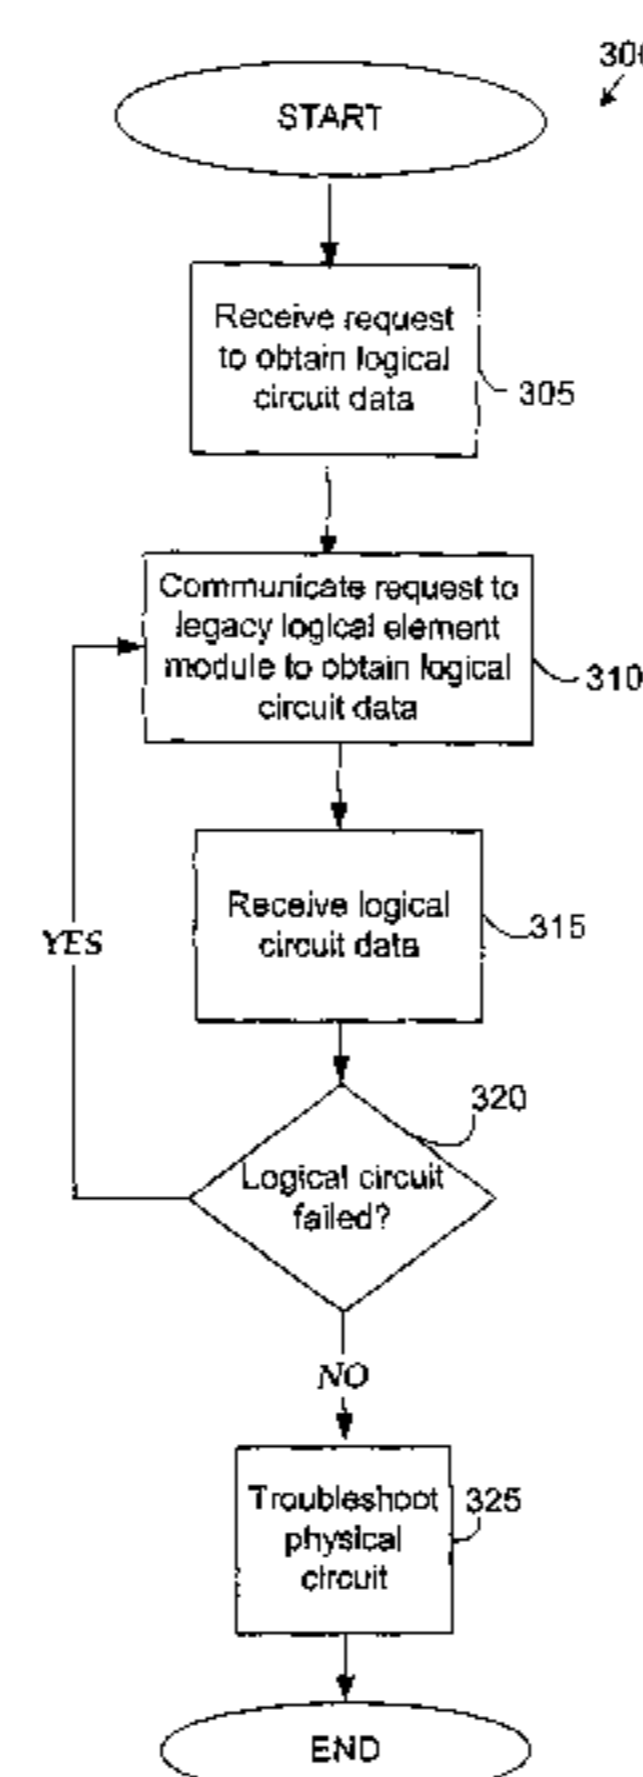 START
Receive request
to obtain logical
circuit data
305
Communicate request to
legacy logical element
module to obtain logical
circuit data
310
Receive logical
circuit data
315
YES
320
Logical circuit
failed?
NO
Troubleshoot
physical
circuit
325
END